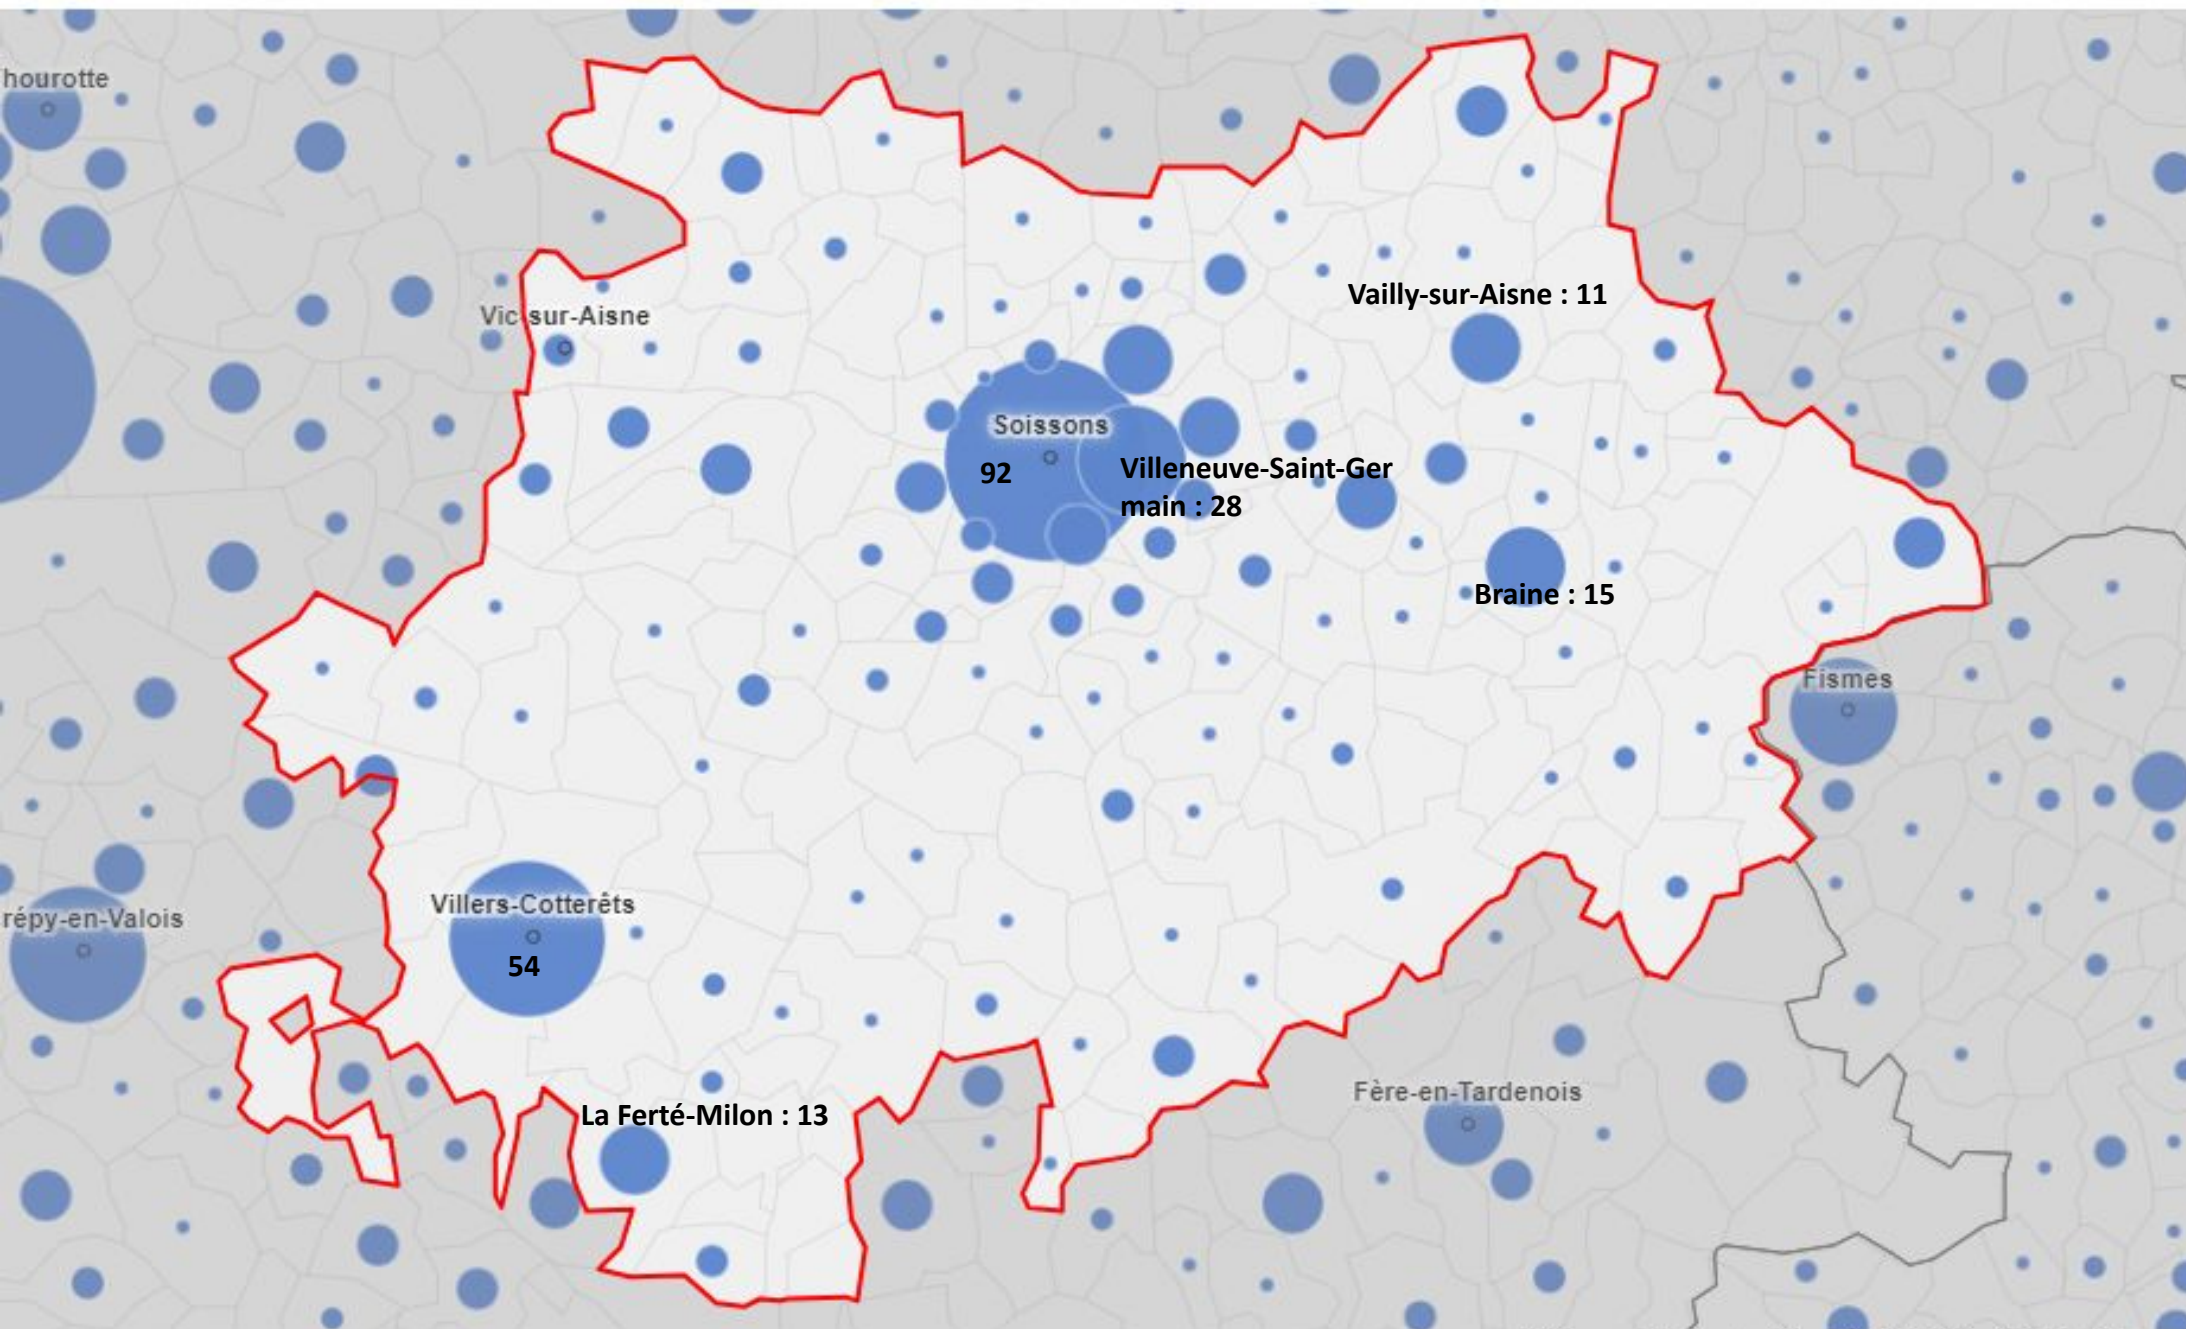 hourotte
Vailly-sur-Aisne : 11
Vic-sur-Aisne
Soissons
92
Villeneuve-Saint-Ger
main : 28
Braine : 15
Fismes
Villers-Cotterêts
54
répy-en-Valois
Fère-en-Tardenois
La Ferté-Milon : 13